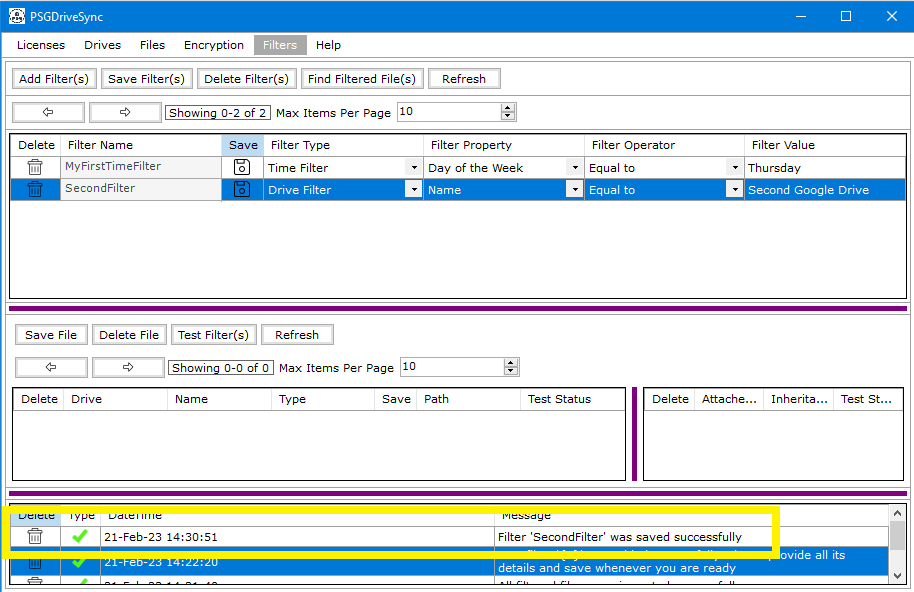 PSGDriveSync
Licenses Drives Files Encryption Filters Help
Add Filter(s) Save Filter(s) Delete Filter(s) Find Filtered File(s) Refresh
Showing 0-2 of 2 Max Items Per Page 10
Delete Filter Name Save Filter Type Filter Property Filter Operator Filter Value
MyFirstTimeFilter Time Filter Day of the Week Equal to Thursday
SecondFilter Drive Filter Name Equal to Second Google Drive
Save File Delete File Test Filter(s) Refresh
Showing 0-0 of 0 Max Items Per Page 10
Delete Drive Name Type Save Path Test Status Delete Attache... Inherita... Test St...
Delete Type DateTime Message
21-Feb-23 14:30:51 Filter 'SecondFilter' was saved successfully
21-Feb-23 14:22:20 provide all its
details and save whenever you are ready